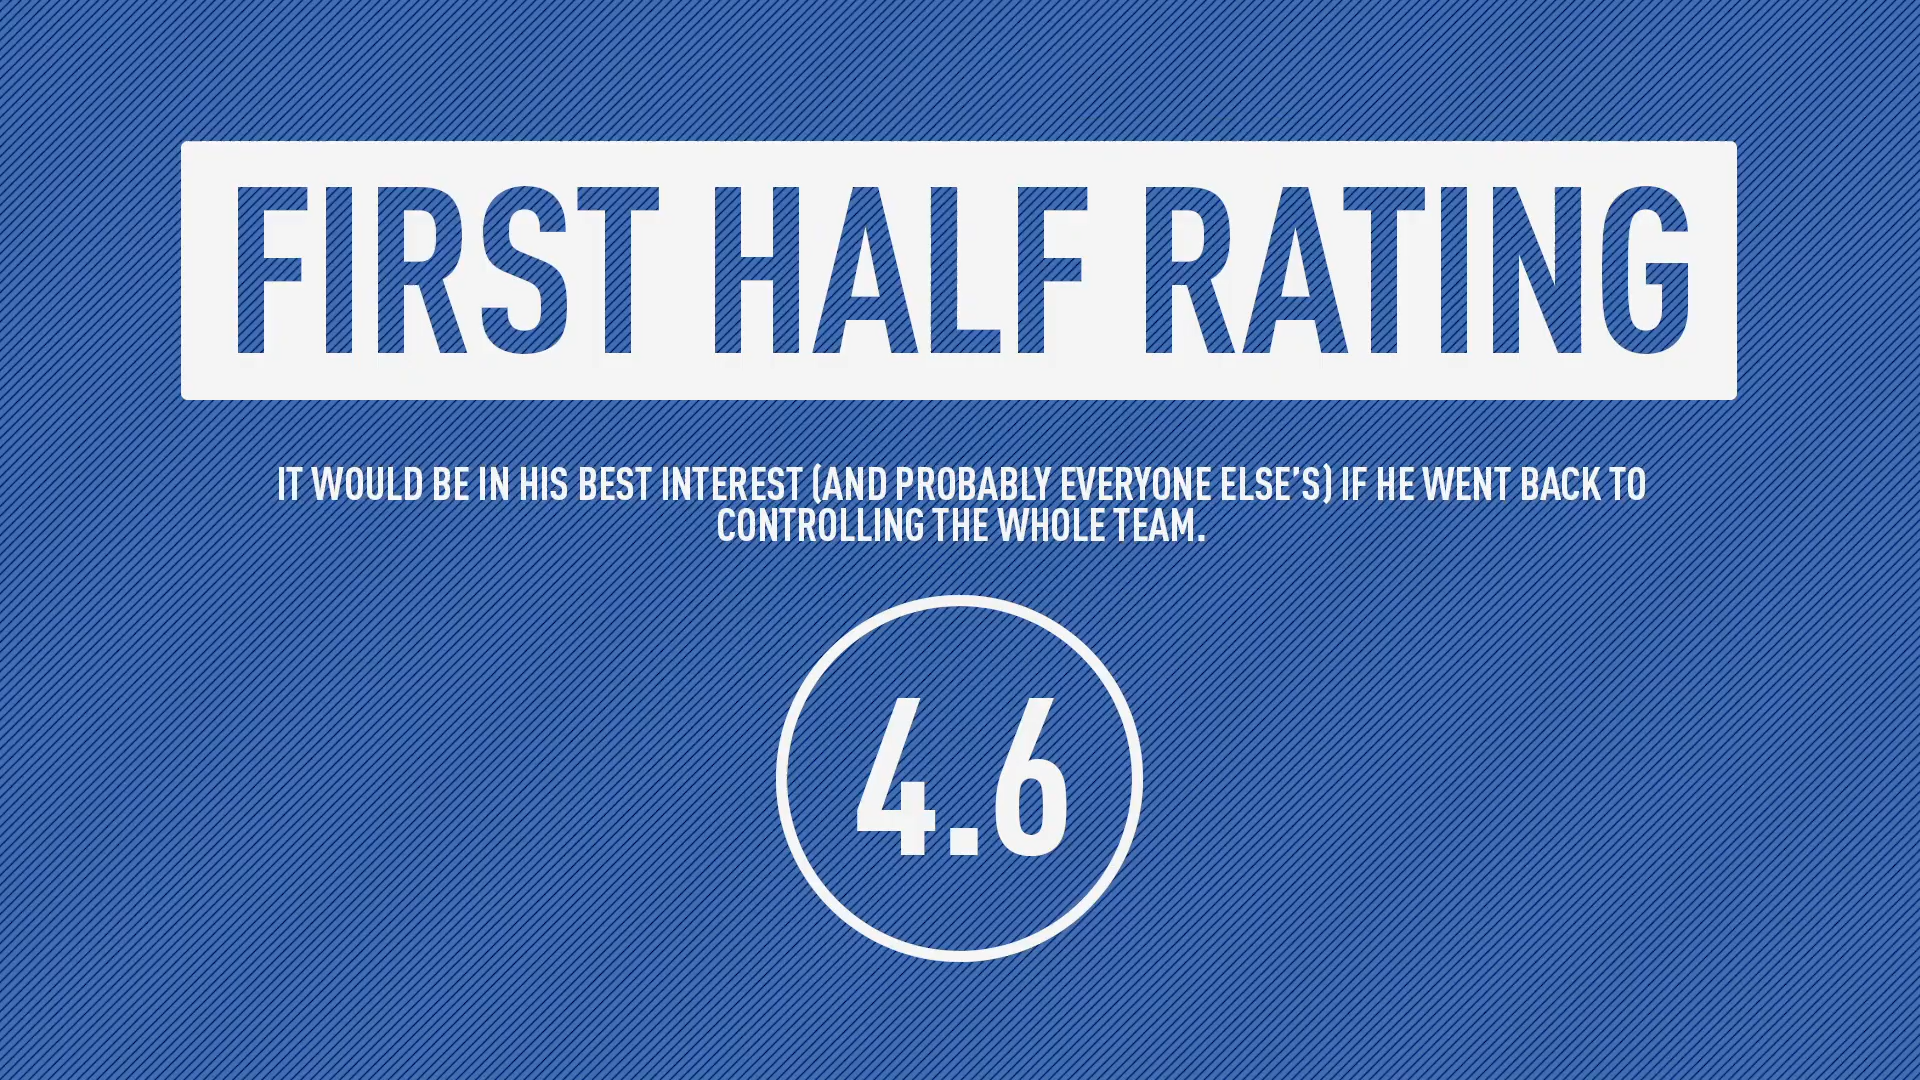 FIRST HALF RATING
IT WOULD BE IN HIS BEST INTEREST (AND PROBABLY EVERYONE ELSE’S) IF HE WENT BACK TO
CONTROLLING THE WHOLE TEAM.
4.6